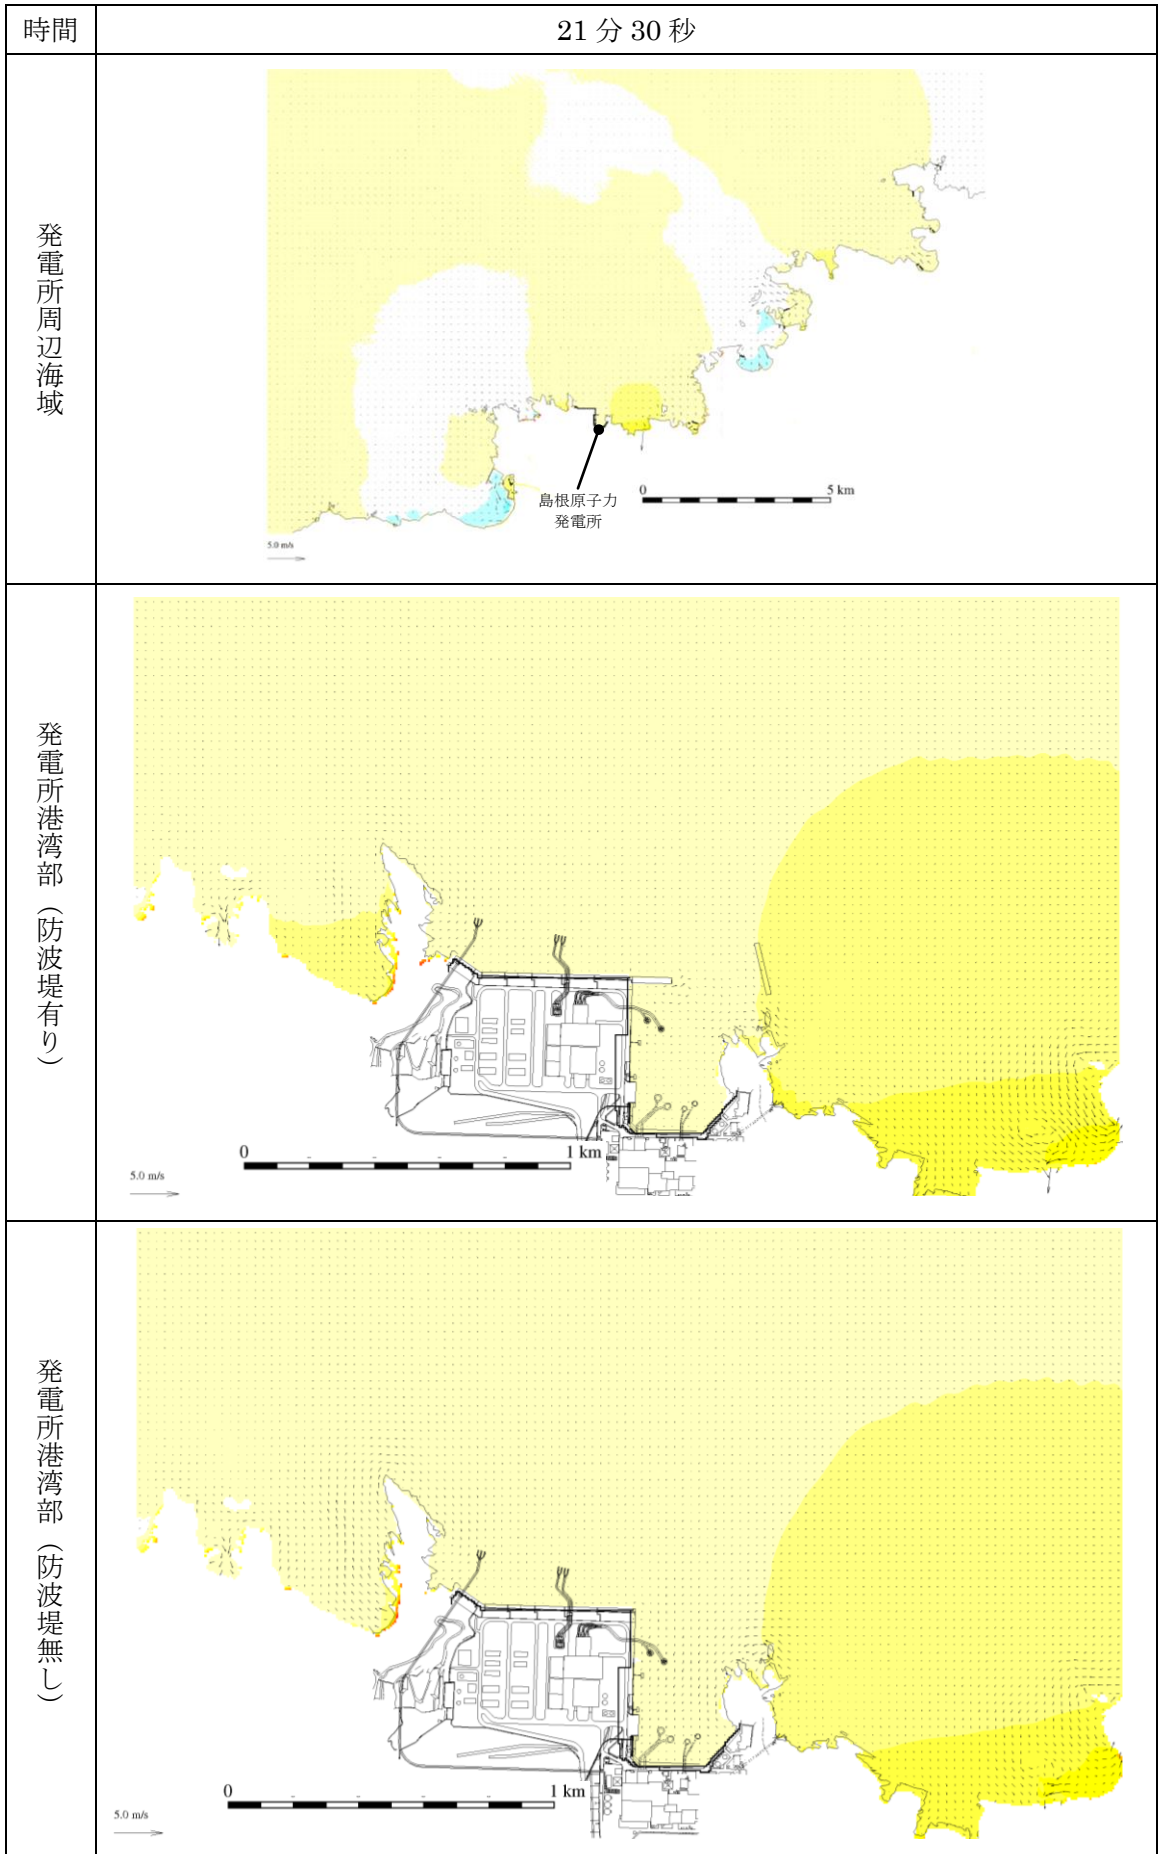 時間
21分30秒
発電所周辺海域
島根原子力
発電所
0
5 km
5.0 m/s
発電所港湾部（防波堤有り）
0
1 km
5.0 m/s
発電所港湾部（防波堤無し）
0
1 km
5.0 m/s